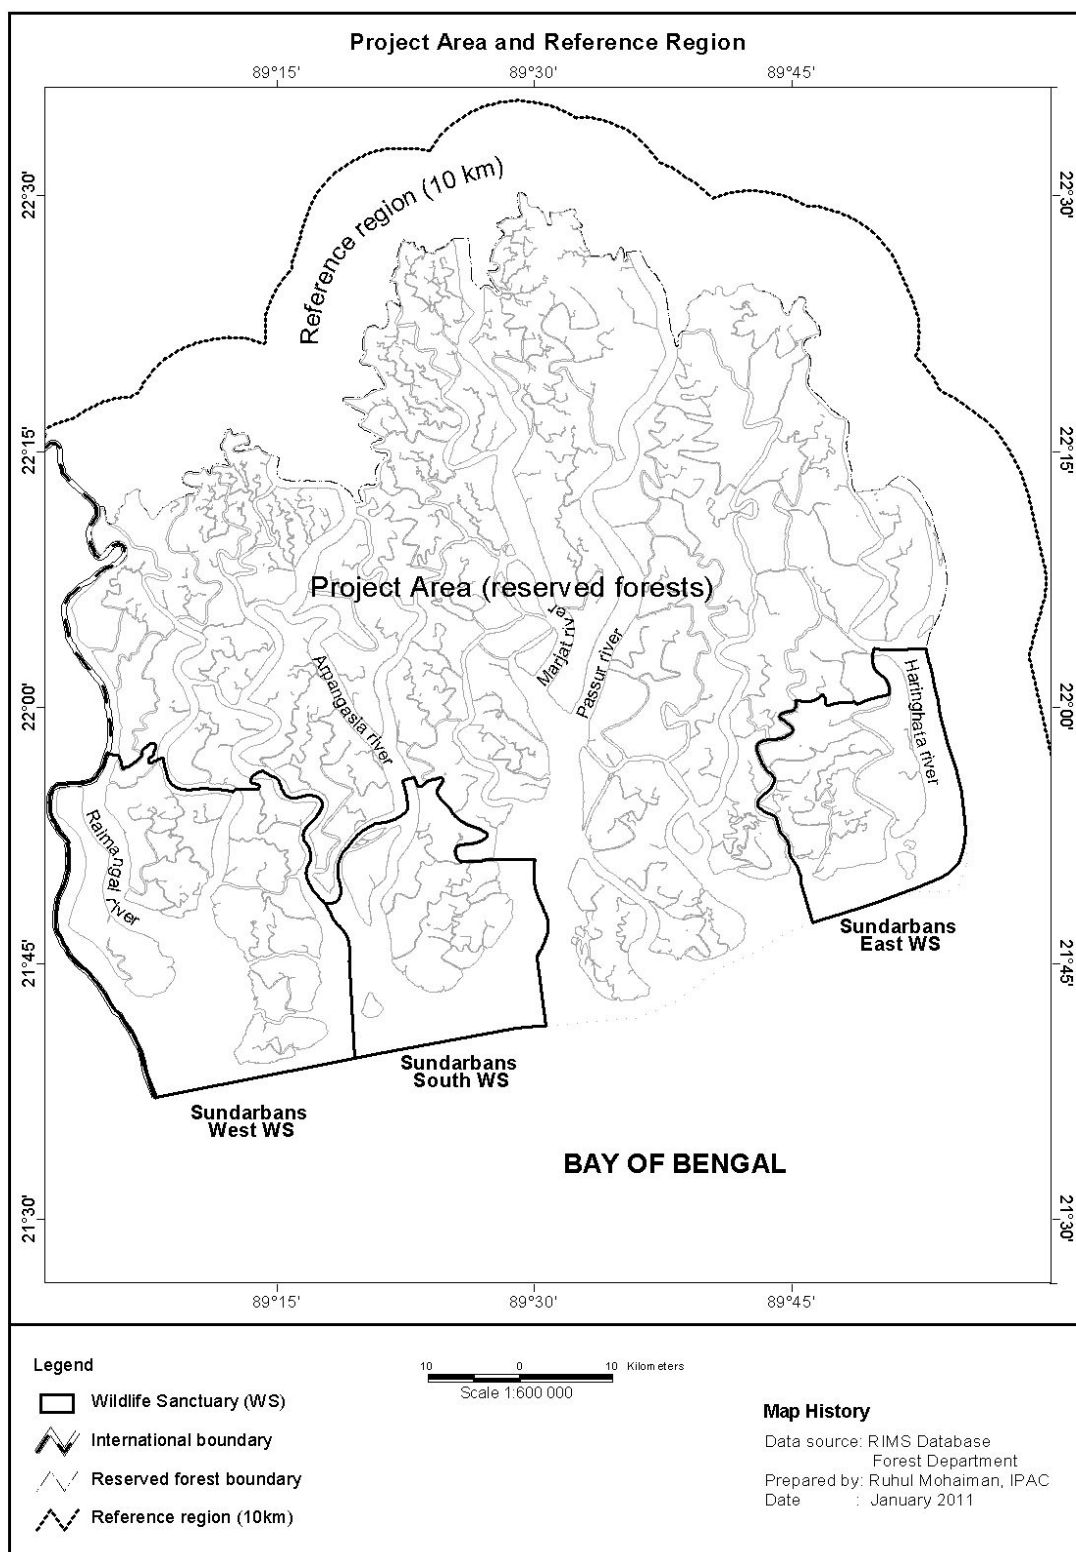 Project Area and Reference Region
89°15'
89°30'
89°45'
22°30'
22°30'
Reference region (10 km)
22°15'
22°15'
Project Area (reserved forests)
Marjat river
Passur river
Arpangasia river
Haringhata river
22°00'
22°00'
Raimangal river
Sundarbans
East WS
21°45'
21°45'
Sundarbans
South WS
Sundarbans
West WS
BAY OF BENGAL
21°30'
21°30'
89°15'
89°30'
89°45'
Legend
Wildlife Sanctuary (WS)
International boundary
Reserved forest boundary
Reference region (10km)
10 0 10 Kilometers
Scale 1:600 000
Map History
Data source: RIMS Database
Forest Department
Prepared by: Ruhul Mohaiman, IPAC
Date : January 2011